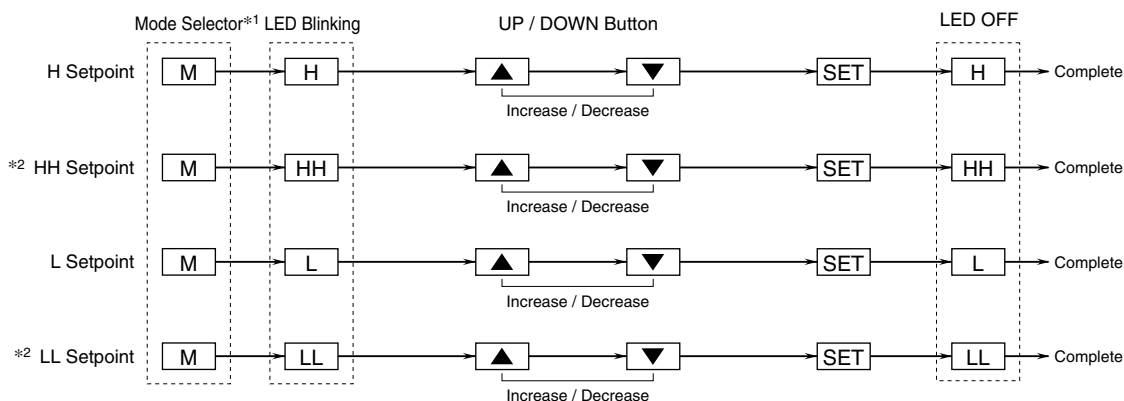 Mode Selector*1 LED Blinking UP / DOWN Button LED OFF
H Setpoint M H ▲ ▼ SET H Complete
Increase / Decrease
*2 HH Setpoint M HH ▲ ▼ SET HH Complete
Increase / Decrease
L Setpoint M L ▲ ▼ SET L Complete
Increase / Decrease
*2 LL Setpoint M LL ▲ ▼ SET LL Complete
Increase / Decrease